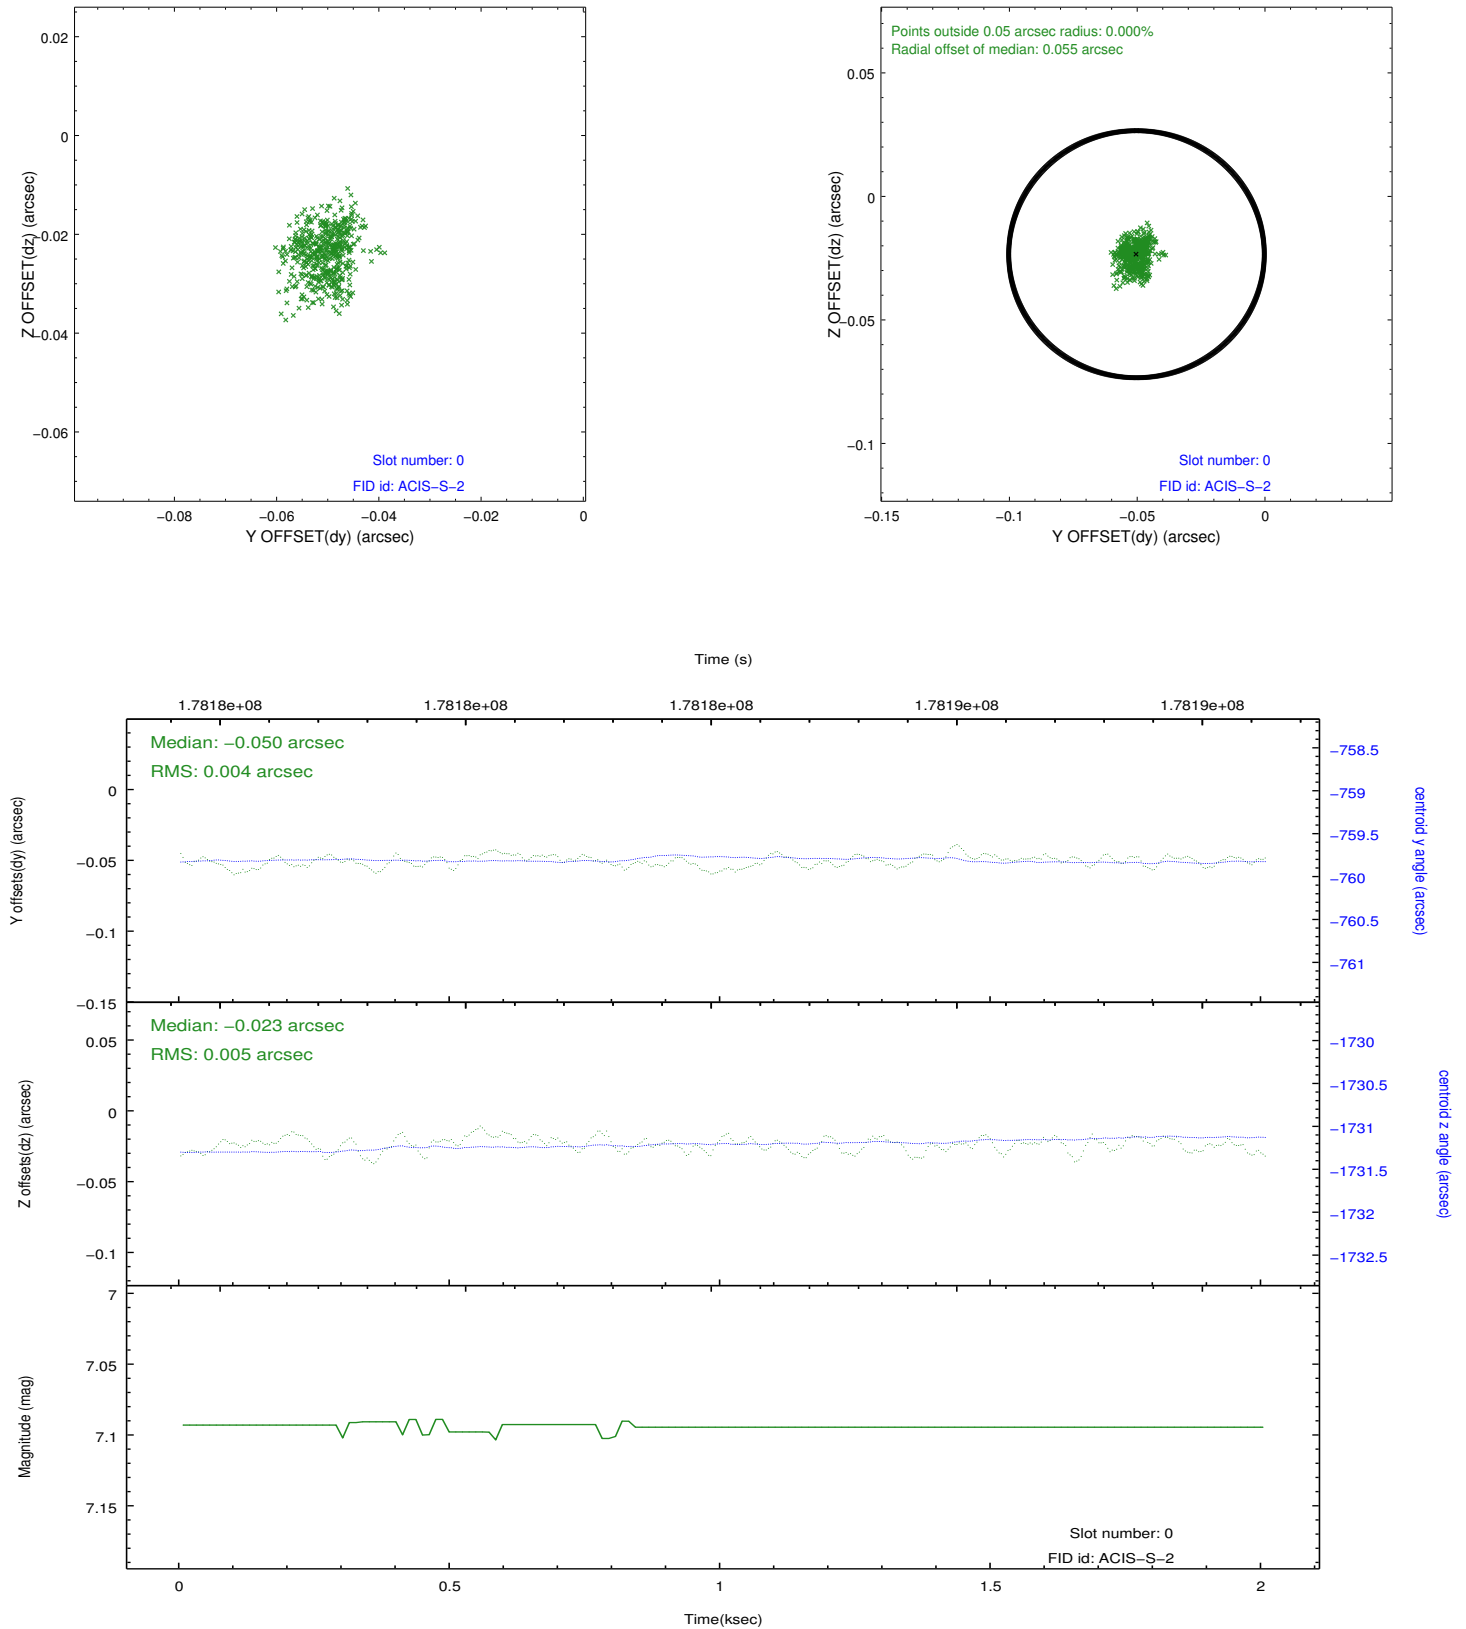 0.02
0
−0.02
−0.04
−0.06
Z OFFSET(dz) (arcsec)
Slot number: 0
FID id: ACIS−S−2
−0.08
−0.06
−0.04
−0.02
0
Y OFFSET(dy) (arcsec)
Points outside 0.05 arcsec radius: 0.000%
Radial offset of median: 0.055 arcsec
0.05
0
−0.05
−0.1
Z OFFSET(dz) (arcsec)
Slot number: 0
FID id: ACIS−S−2
−0.15
−0.1
−0.05
0
Y OFFSET(dy) (arcsec)
Time (s)
1.7818e+08
1.7818e+08
1.7818e+08
1.7819e+08
1.7819e+08
Median: −0.050 arcsec
RMS: 0.004 arcsec
0
−0.05
−0.1
−0.15
Y offsets(dy) (arcsec)
−758.5
−759
−759.5
−760
−760.5
−761
centroid y angle (arcsec)
Median: −0.023 arcsec
RMS: 0.005 arcsec
0.05
0
−0.05
−0.1
Z offsets(dz) (arcsec)
−1730
−1730.5
−1731
−1731.5
−1732
−1732.5
centroid z angle (arcsec)
7
7.05
7.1
7.15
Magnitude (mag)
Slot number: 0
FID id: ACIS−S−2
0
0.5
1
1.5
2
Time(ksec)